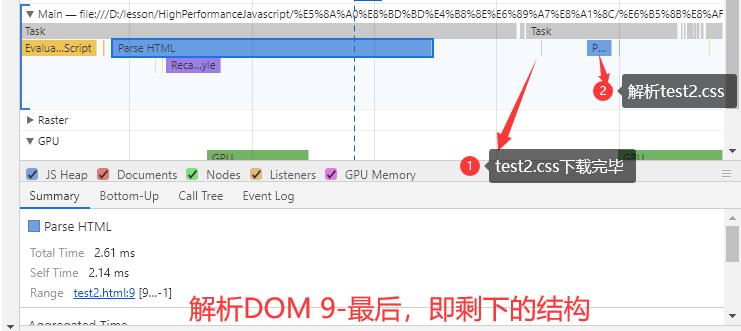 Main — file:///D:/lesson/HighPerformanceJavascript/%E5%8A%A0%E8%BD%BD%E4%B8%8E%E6%89%A7%E8%A1%8C/%E6%B5%8B%E8%AF
Task
Task
Evalua...Script
Parse HTML
P...
Reca...yle
2
解析test2.css
Raster
GPU
GPU
GPU
1
test2.css下载完毕
JS Heap
Documents
Nodes
Listeners
GPU Memory
Summary
Bottom-Up
Call Tree
Event Log
Parse HTML
Total Time 2.61 ms
Self Time 2.14 ms
Range test2.html:9 [9...-1]
解析DOM 9-最后，即剩下的结构
Aggregated Time